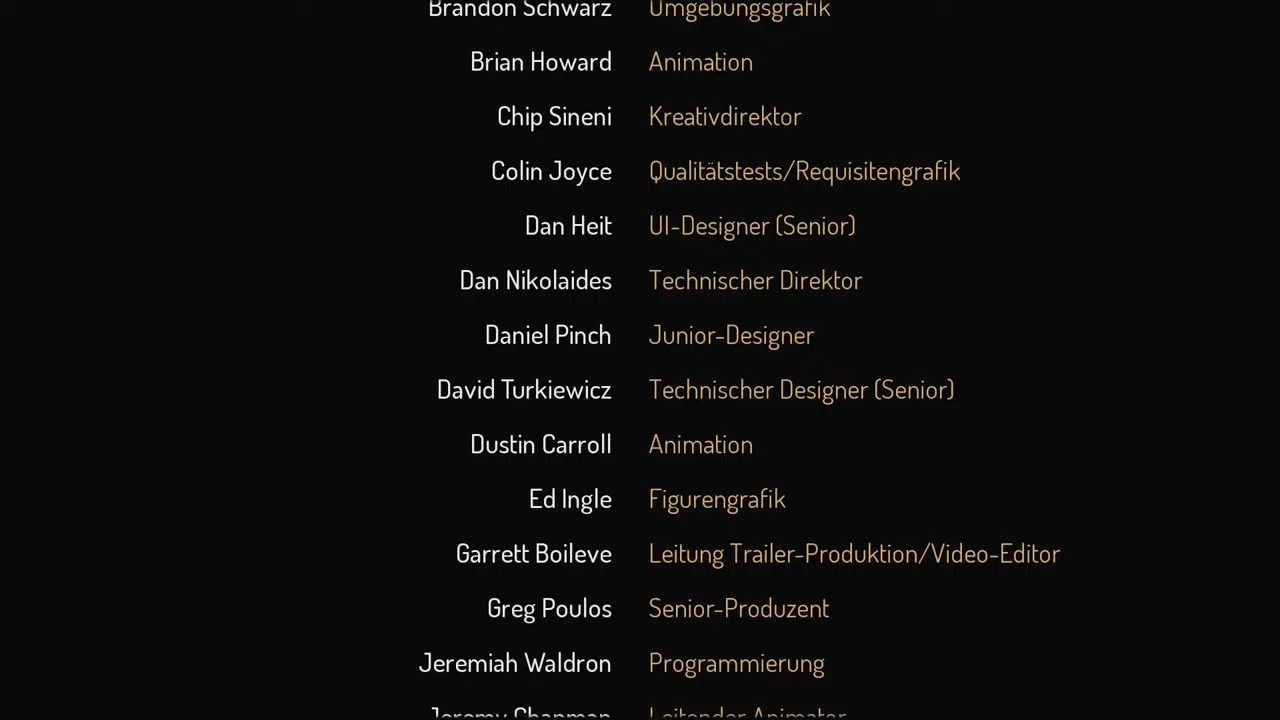 Brandon Schwarz Umgebungsgrafik
Brian Howard Animation
Chip Sineni Kreativdirektor
Colin Joyce Qualitätstests/Requisitengrafik
Dan Heit UI-Designer (Senior)
Dan Nikolaides Technischer Direktor
Daniel Pinch Junior-Designer
David Turkiewicz Technischer Designer (Senior)
Dustin Carroll Animation
Ed Ingle Figurengrafik
Garrett Boileve Leitung Trailer-Produktion/Video-Editor
Greg Poulos Senior-Produzent
Jeremiah Waldron Programmierung
Jeremy Chapman Leitender Animator